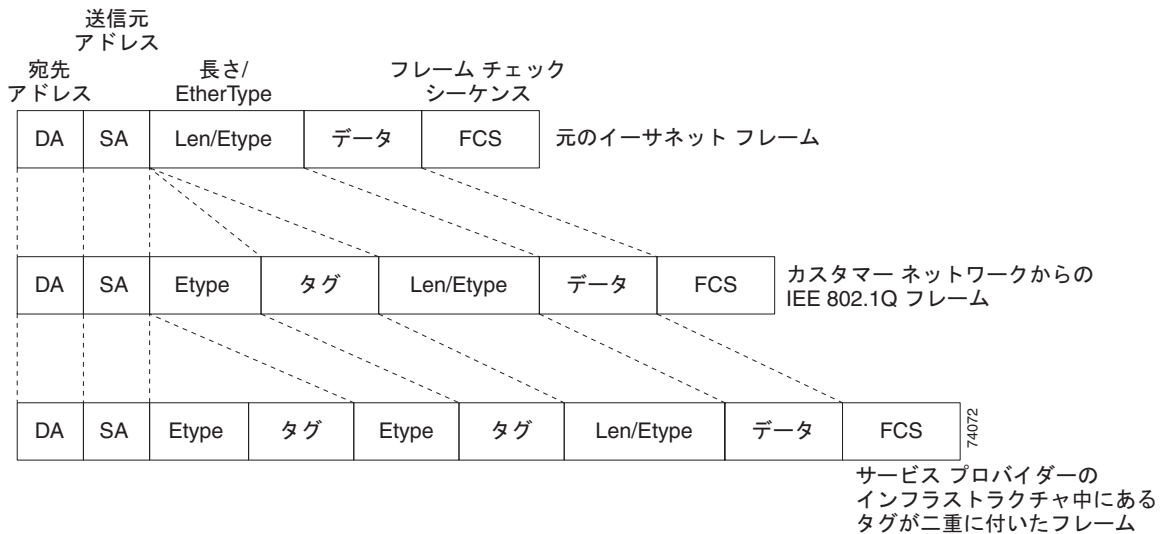 送信元
アドレス
宛先
アドレス
長さ/
EtherType
フレーム チェック
シーケンス
DA SA Len/Etype データ FCS 元のイーサネット フレーム
DA SA Etype タグ Len/Etype データ FCS
カスタマー ネットワークからの
IEE 802.1Q フレーム
DA SA Etype タグ Etype タグ Len/Etype データ FCS
74072
サービス プロバイダーの
インフラストラクチャ中にある
タグが二重に付いたフレーム